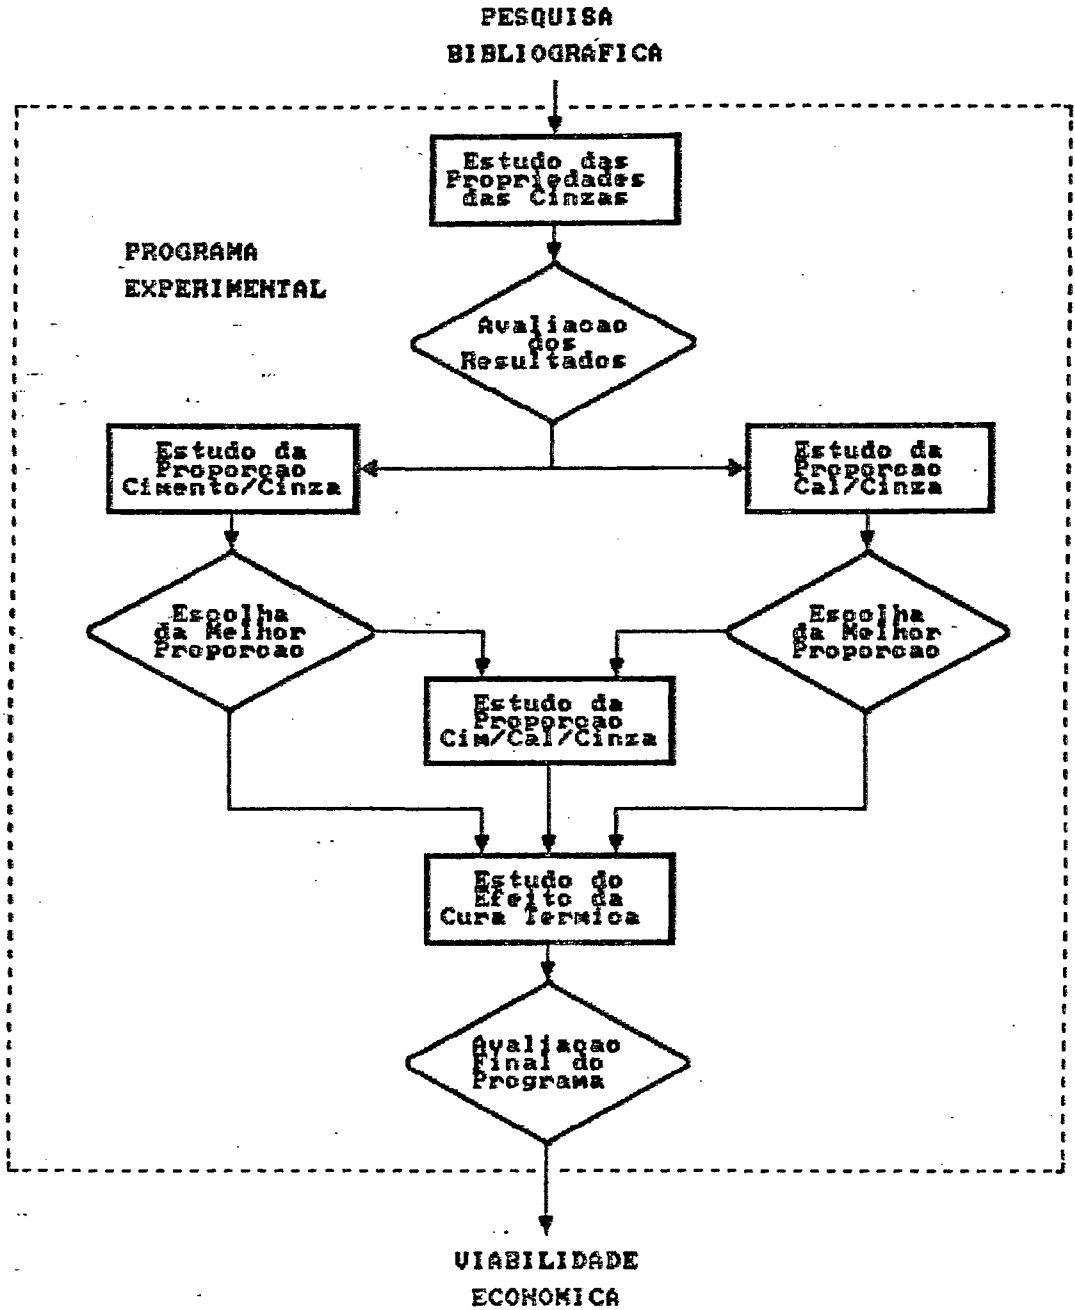 PESQUISA
BIBLIOGRÁFICA
Estudo das
Propriedades
das Cinzas
PROGRAMA
EXPERIMENTAL
Avaliacao
dos
Resultados
Estudo da
Proporcao
Cimento/Cinza
Estudo da
Proporcao
Cal/Cinza
Escolha
da Melhor
Proporcao
Escolha
da Melhor
Proporcao
Estudo da
Proporcao
Cim/Cal/Cinza
Estudo do
Efeito da
Cura Termica
Avaliacao
Final do
Programa
VIABILIDADE
ECONOMICA